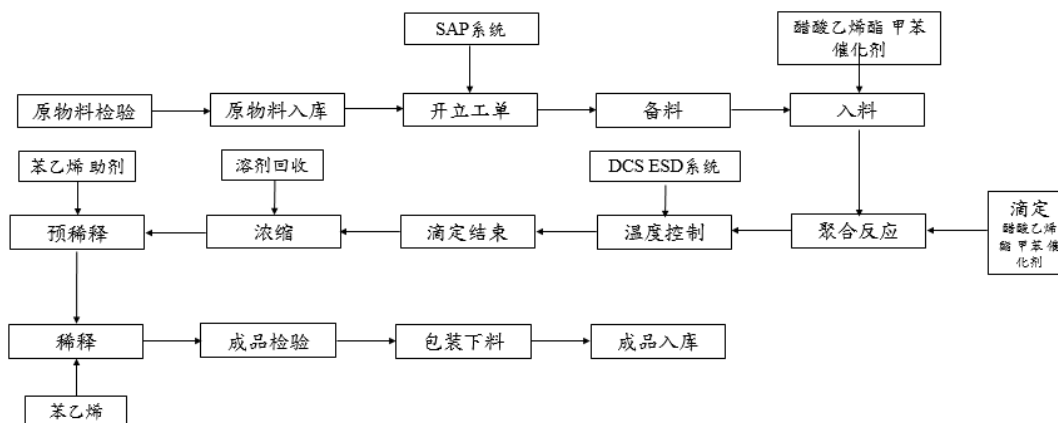 SAP系统
醋酸乙烯酯 甲苯
催化剂
原物料检验
原物料入库
开立工单
备料
入料
苯乙烯 助剂
溶剂回收
DCS ESD系统
预稀释
浓缩
滴定结束
温度控制
聚合反应
滴定
醋酸乙烯
酯 甲苯 催
化剂
稀释
成品检验
包装下料
成品入库
苯乙烯